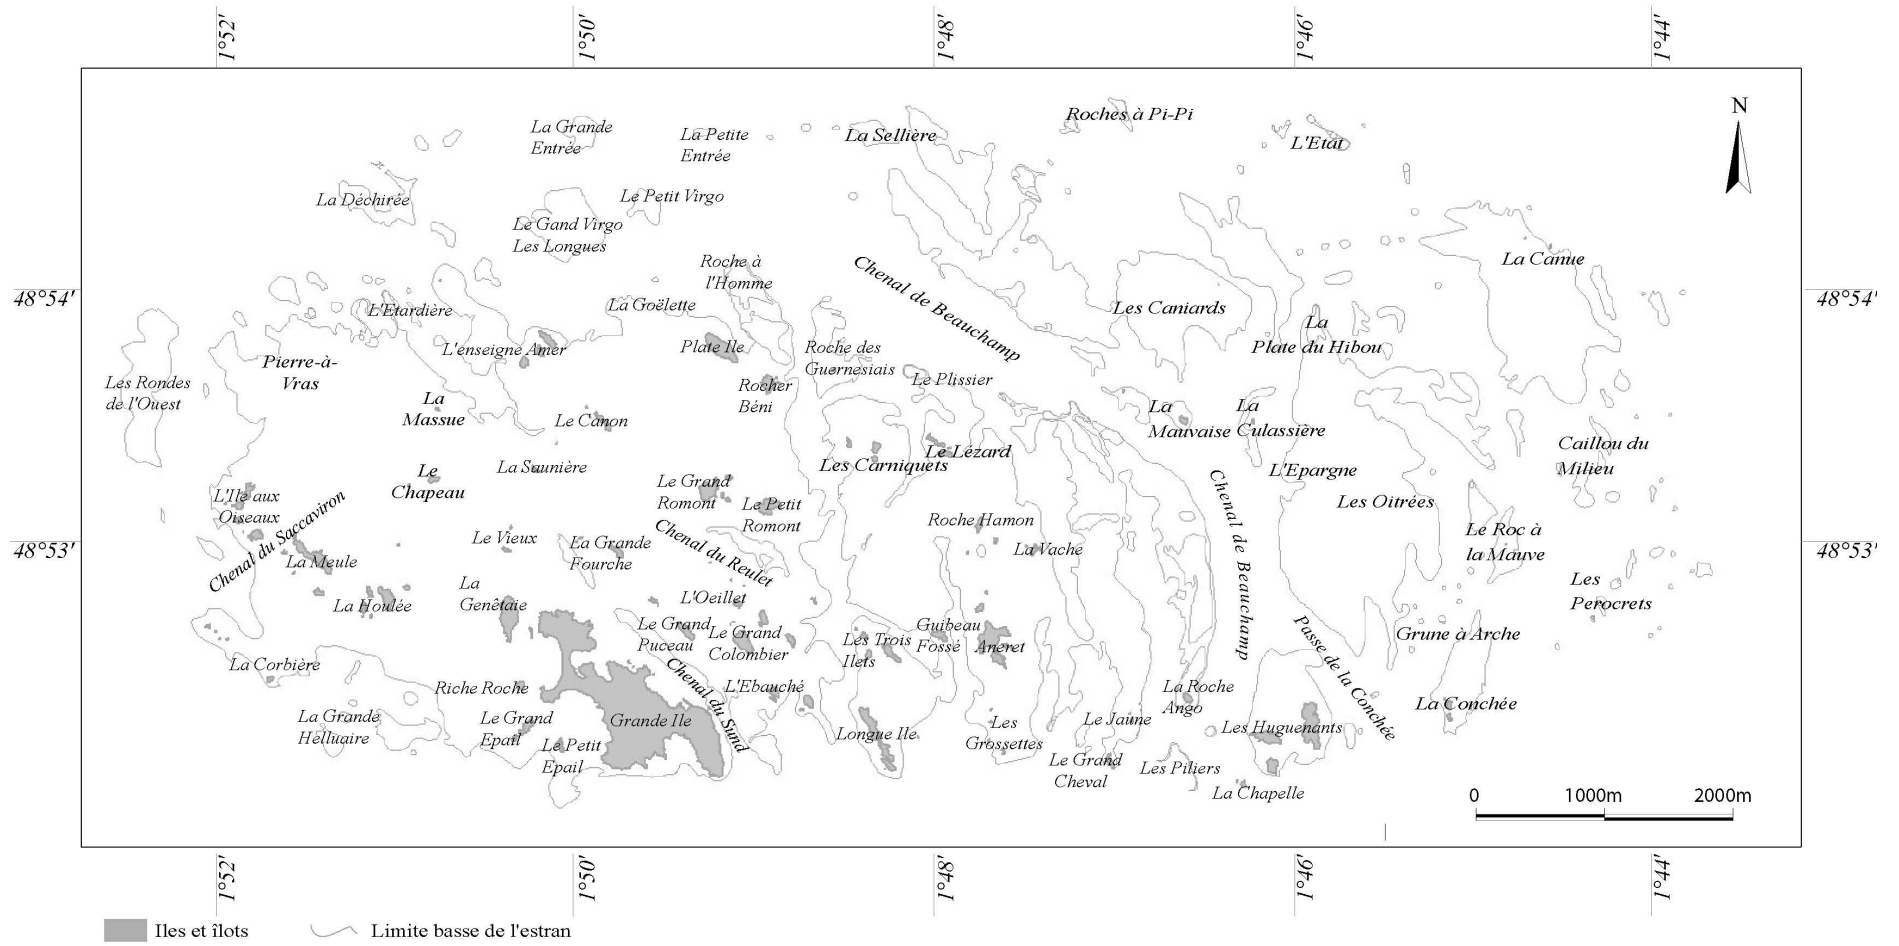 1°52'
1°50'
1°48'
1°46'
1°44'
N
La Grande
Entrée
La Petite
Entrée
La Sellière
Roches à Pi-Pi
L'Etat
La Déchirée
Le Petit Virgo
Le Gand Virgo
Les Longues
Roche à
l'Homme
Chenal de Beauchamp
La Canue
48°54'
48°54'
L'Etardière
La Goëlette
Les Caniards
La
Plate du Hibou
L'enseigne Amer
Plate Ile
Roche des
Guernesiais
Pierre-à-
Vras
Les Rondes
de l'Ouest
Rocher
Béni
Le Plissier
La
Massue
Le Canon
La
Mauvaise
La
Culassière
Caillou du
Milieu
Les Carniquets
Le Lézard
La Saunière
Le
Chapeau
L'Epargne
Les Oitrées
Le Grand
Romont
Le Petit
Romont
L'Ile aux
Oiseaux
Chenal du Saccaviron
Chenal du Reulet
Roche Hamon
Chenal de Beauchamp
Le Roc à
la Mauve
48°53'
48°53'
Le Vieux
La Grande
Fourche
La Vache
La Meule
La Houlée
La
Genêtaie
L'Oeillet
Les
Perocrets
Le Grand
Puceau
Le Grand
Colombier
Les Trois
Ilets
Guibeau
Fossé
Aneret
Passe de la Conchée
Grune à Arche
La Corbière
Chenal du Sund
Riche Roche
L'Ebauché
La Roche
Ango
La Conchée
La Grande
Helluaire
Le Grand
Epail
Grande Ile
Le Petit
Epail
Longue Ile
Les
Grossettes
Le Jaune
Les Huguenants
Le Grand
Cheval
Les Piliers
La Chapelle
0 1000m 2000m
1°52'
1°50'
1°48'
1°46'
1°44'
Iles et îlots
Limite basse de l'estran